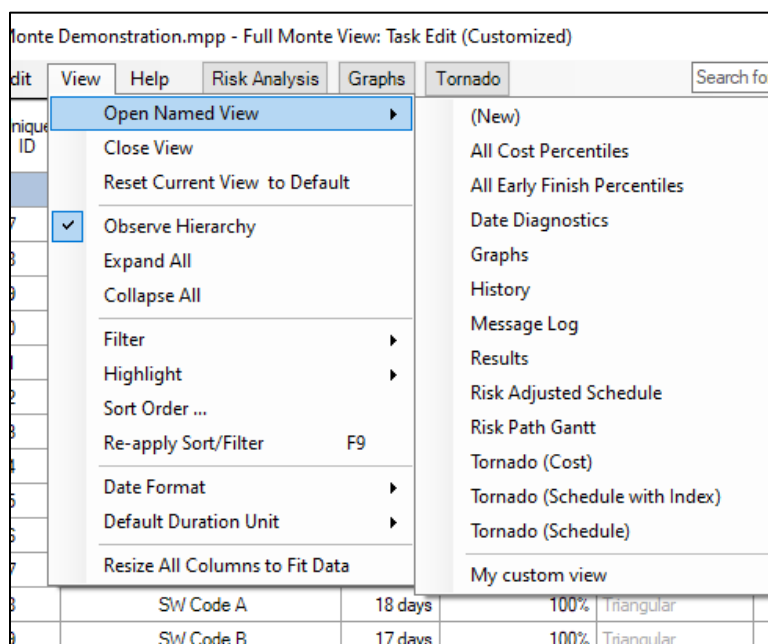 Monte Demonstration.mpp - Full Monte View: Task Edit (Customized)
dit View Help Risk Analysis Graphs Tornado Search fo
nique
ID
Open Named View
Close View
Reset Current View to Default
Observe Hierarchy
Expand All
Collapse All
Filter
Highlight
Sort Order ...
Re-apply Sort/Filter F9
Date Format
Default Duration Unit
Resize All Columns to Fit Data
(New)
All Cost Percentiles
All Early Finish Percentiles
Date Diagnostics
Graphs
History
Message Log
Results
Risk Adjusted Schedule
Risk Path Gantt
Tornado (Cost)
Tornado (Schedule with Index)
Tornado (Schedule)
My custom view
SW Code A 18 days 100% Triangular
SW Code B 17 days 100% Triangular